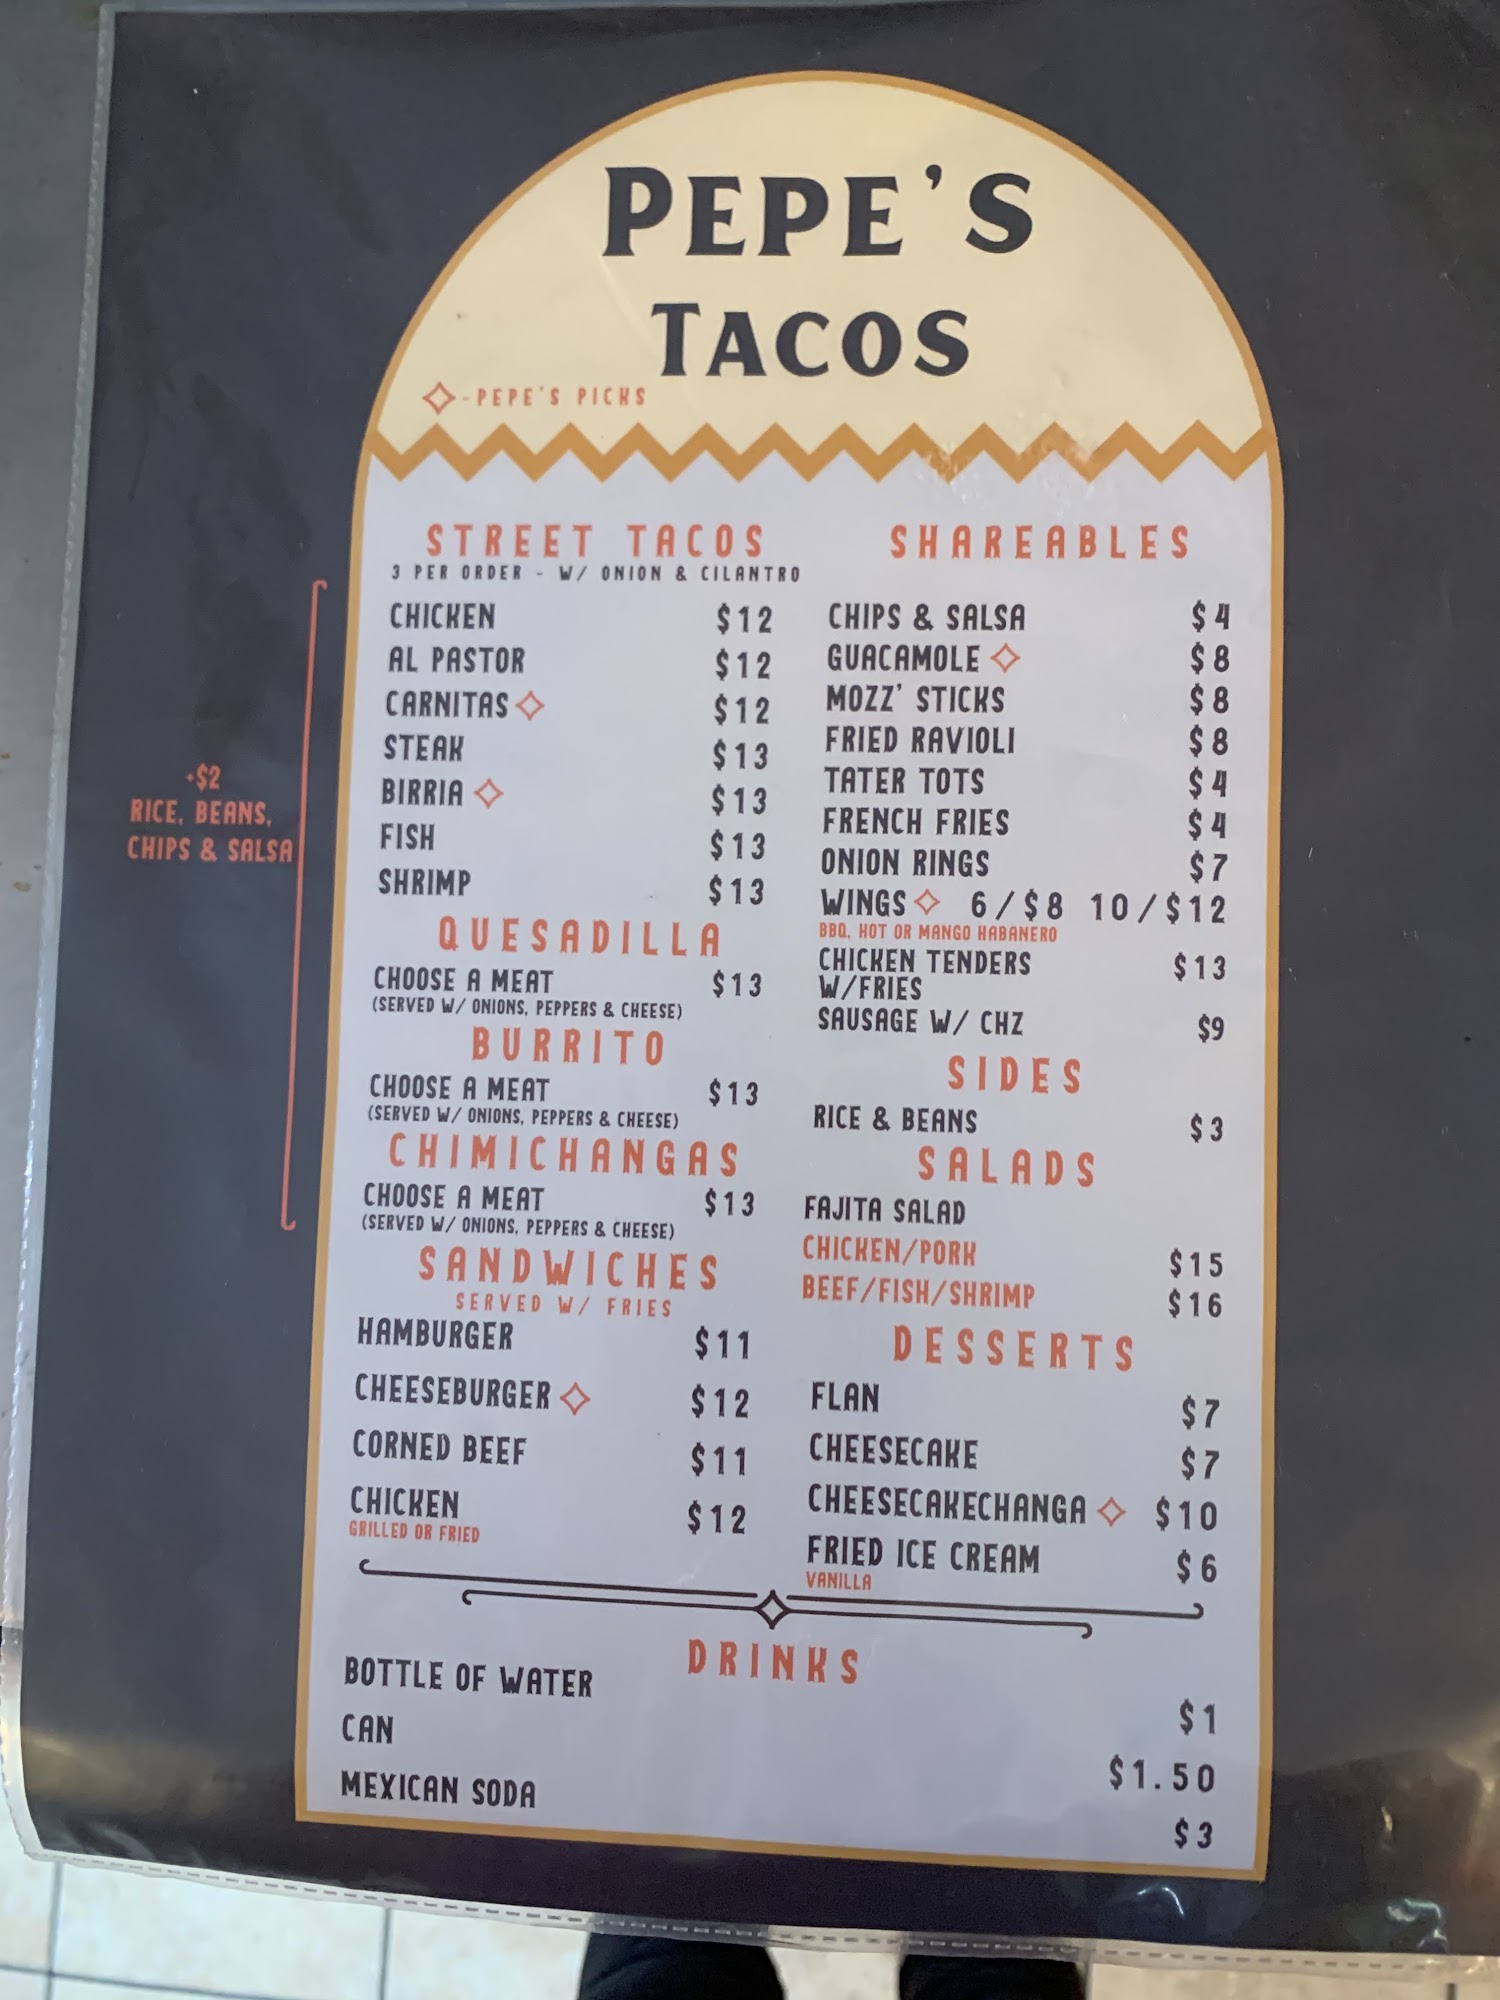 PEPE'S
TACOS
-PEPE'S PICKS
STREET TACOS
3 PER ORDER - W/ ONION & CILANTRO
CHICKEN $12
AL PASTOR $12
CARNITAS $12
STEAK $13
BIRRIA $13
FISH $13
SHRIMP $13
+$2
RICE, BEANS,
CHIPS & SALSA
QUESADILLA
CHOOSE A MEAT $13
(SERVED W/ ONIONS, PEPPERS & CHEESE)
BURRITO
CHOOSE A MEAT $13
(SERVED W/ ONIONS, PEPPERS & CHEESE)
CHIMICHANGAS
CHOOSE A MEAT $13
(SERVED W/ ONIONS, PEPPERS & CHEESE)
SANDWICHES
SERVED W/ FRIES
HAMBURGER $11
CHEESEBURGER $12
CORNED BEEF $11
CHICKEN $12
GRILLED OR FRIED
SHAREABLES
CHIPS & SALSA $4
GUACAMOLE $8
MOZZ' STICKS $8
FRIED RAVIOLI $8
TATER TOTS $4
FRENCH FRIES $4
ONION RINGS $7
WINGS 6/$8 10/$12
BBQ, HOT OR MANGO HABANERO
CHICKEN TENDERS $13
W/FRIES
SAUSAGE W/ CHZ $9
SIDES
RICE & BEANS $3
SALADS
FAJITA SALAD
CHICKEN/PORK $15
BEEF/FISH/SHRIMP $16
DESSERTS
FLAN $7
CHEESECAKE $7
CHEESECAKECHANGA $10
FRIED ICE CREAM $6
VANILLA
DRINKS
BOTTLE OF WATER $1
CAN $1.50
MEXICAN SODA $3